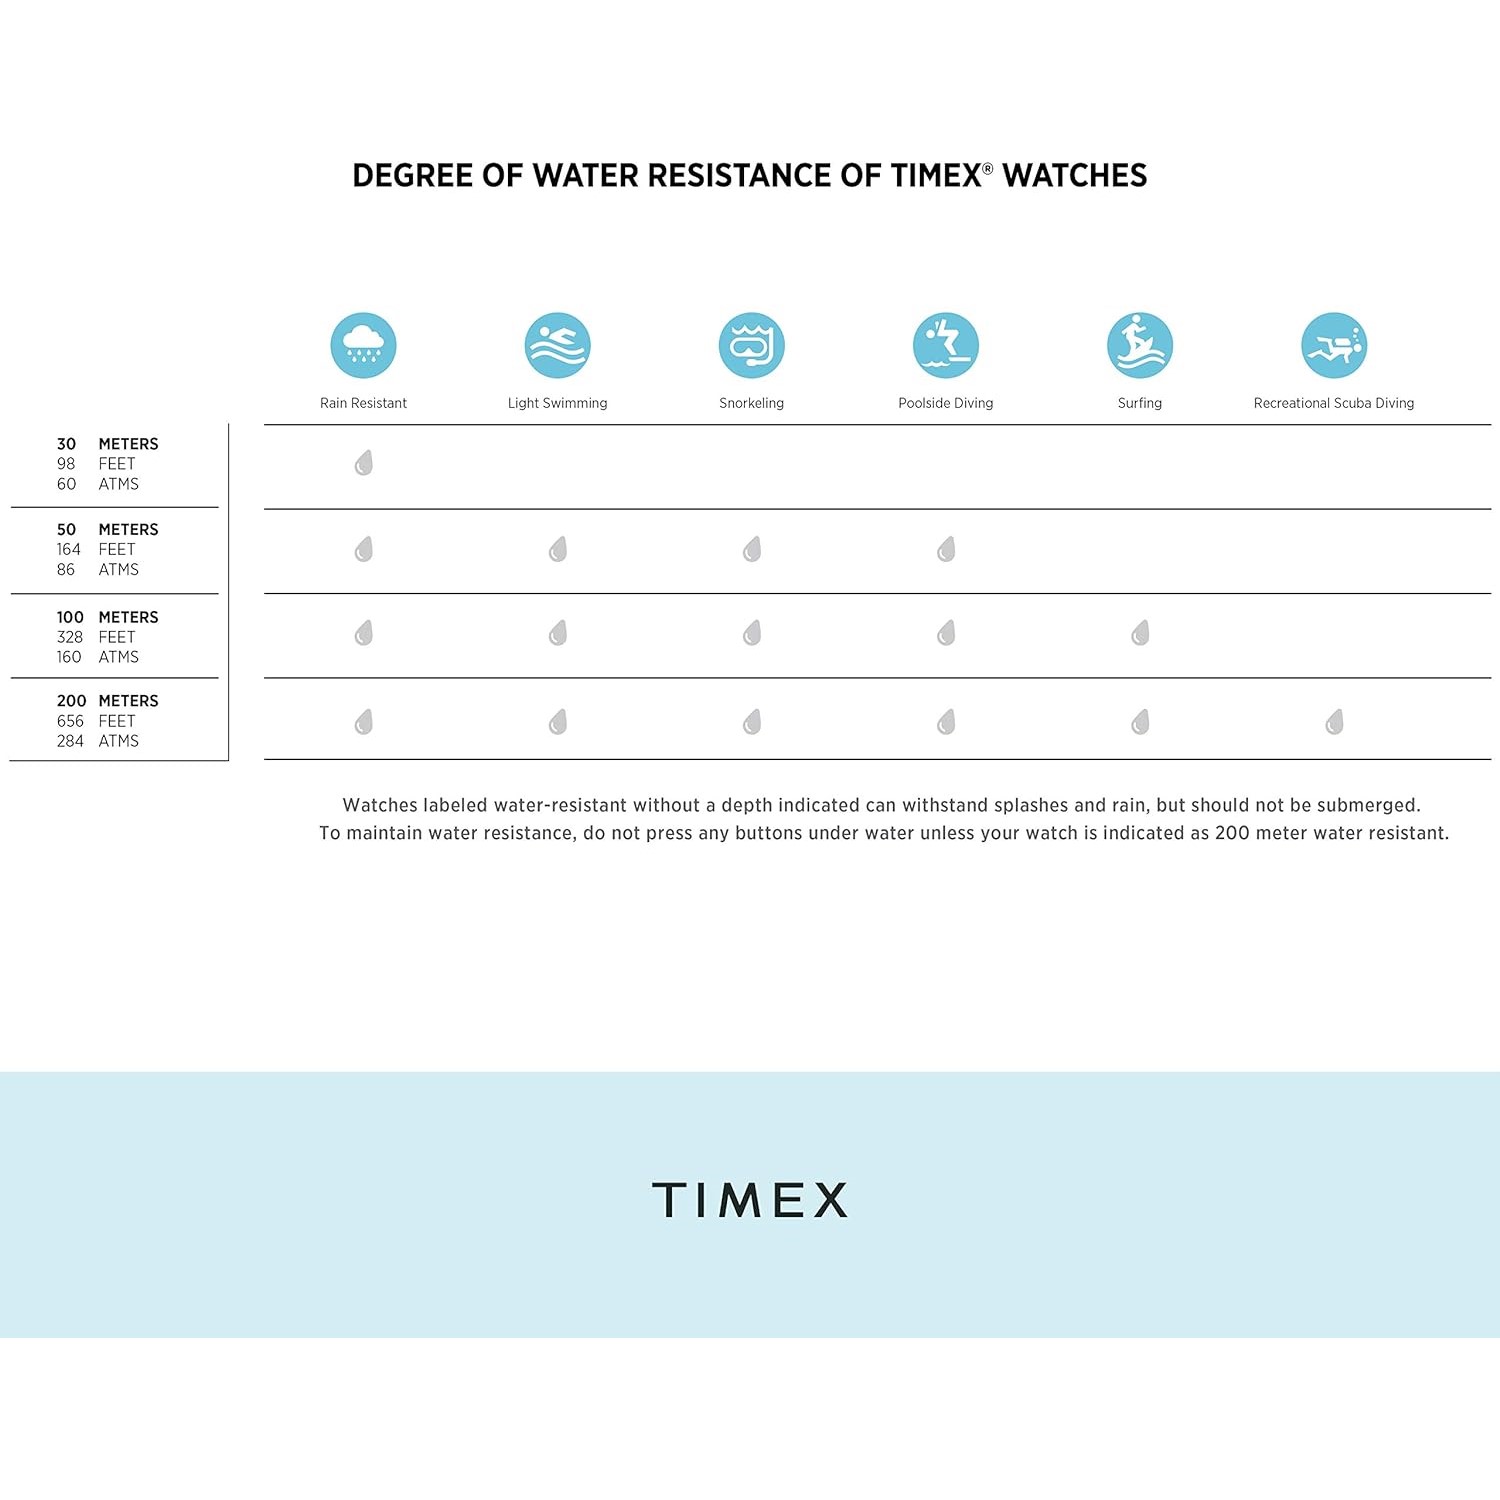 DEGREE OF WATER RESISTANCE OF TIMEX® WATCHES
Rain Resistant
Light Swimming
Snorkeling
Poolside Diving
Surfing
Recreational Scuba Diving
30 METERS
98 FEET
60 ATMS
50 METERS
164 FEET
86 ATMS
100 METERS
328 FEET
160 ATMS
200 METERS
656 FEET
284 ATMS
Watches labeled water-resistant without a depth indicated can withstand splashes and rain, but should not be submerged.
To maintain water resistance, do not press any buttons under water unless your watch is indicated as 200 meter water resistant.
TIMEX